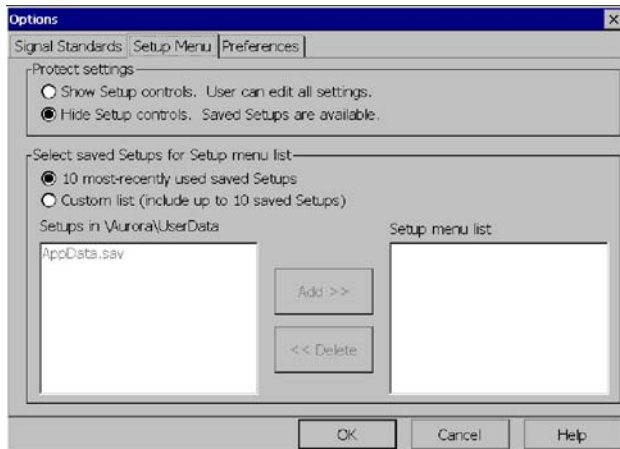 Options
Signal Standards Setup Menu Preferences
Protect settings
Show Setup controls. User can edit all settings.
Hide Setup controls. Saved Setups are available.
Select saved Setups for Setup menu list
10 most-recently used saved Setups
Custom list (include up to 10 saved Setups)
Setups in \Aurora\UserData
Setup menu list
AppData.sav
Add >>
<< Delete
OK Cancel Help